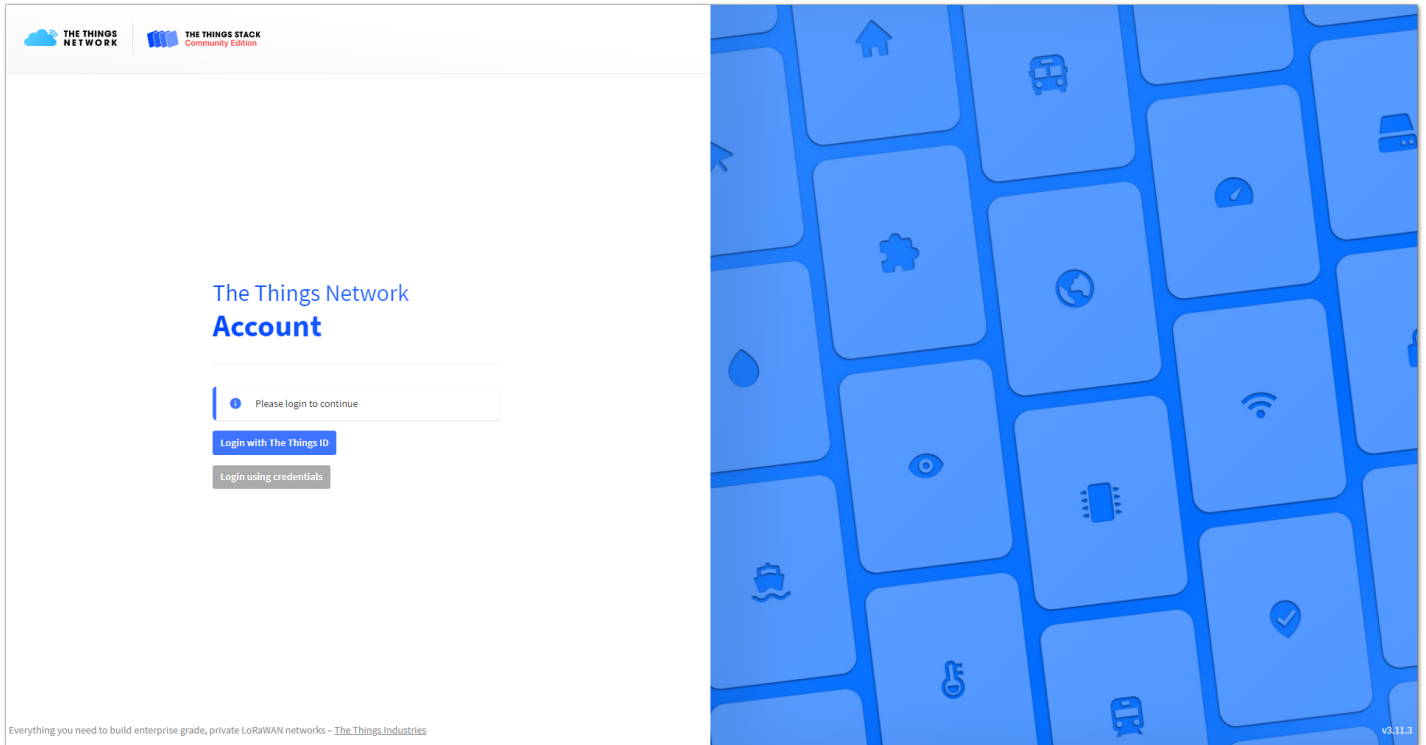 THE THINGS
NETWORK
THE THINGS STACK
Community Edition
The Things Network
Account
Please login to continue
Login with The Things ID
Login using credentials
Everything you need to build enterprise grade, private LoRaWAN networks – The Things Industries
v3.11.3